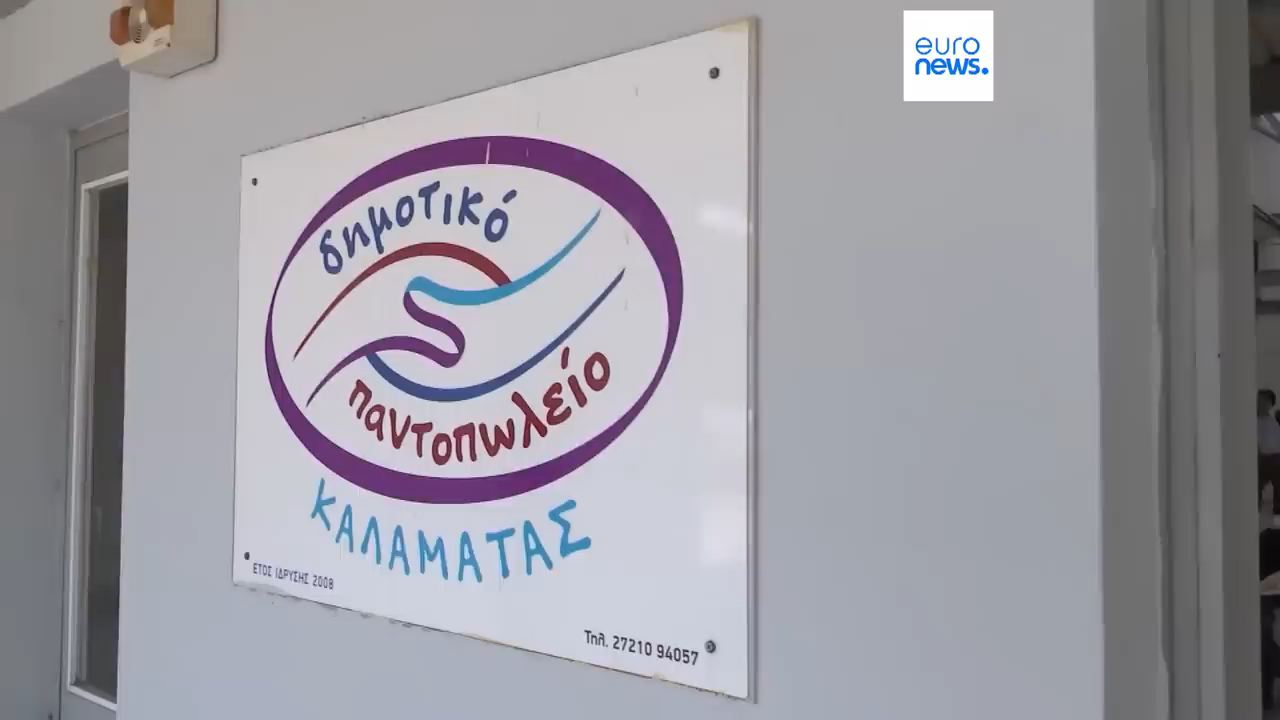 euro
news.
δημοτικό
παντοπωλείο
ΚΑΛΑΜΑΤΑΣ
ΕΤΟΣ ΙΔΡΥΣΗΣ 2008
Τηλ. 27210 94057